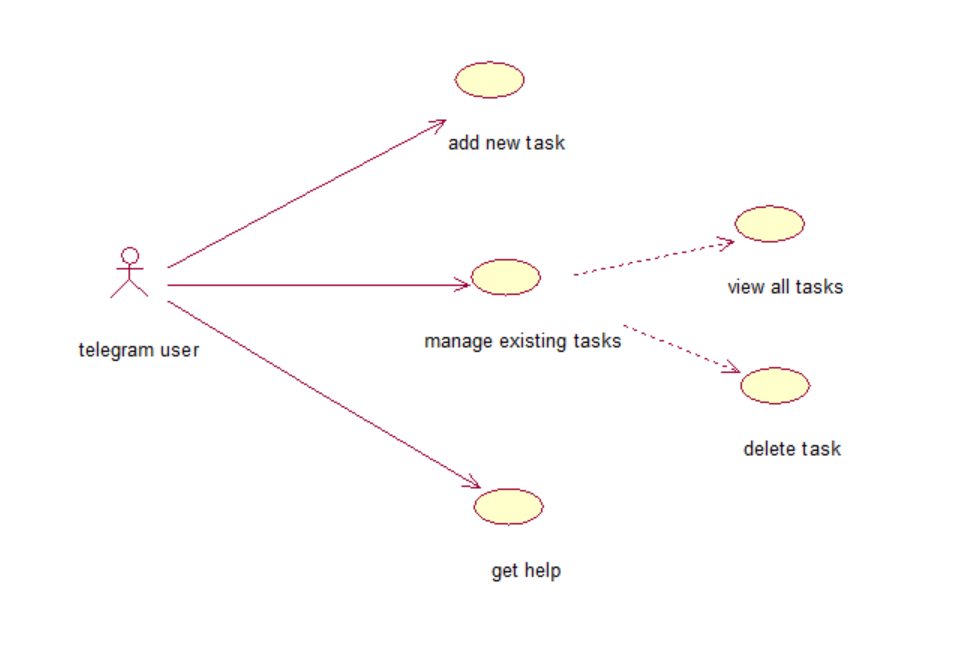 add new task
view all tasks
manage existing tasks
telegram user
delete task
get help